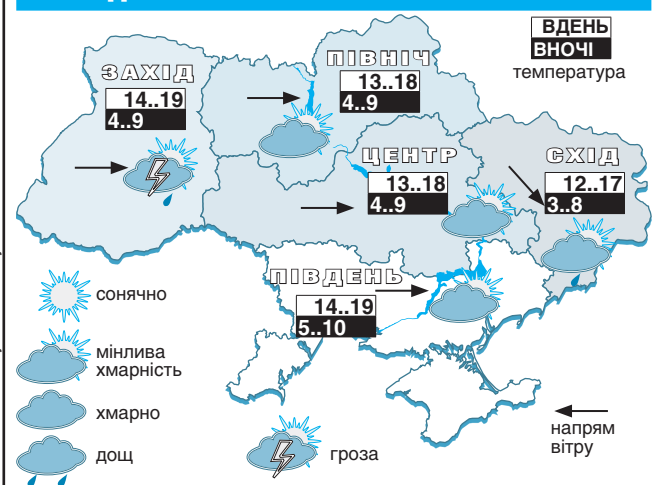 ВДЕНЬ
ВНОЧІ
температура
ЗАХІД
14..19
4..9
ПІВНІЧ
13..18
4..9
ЦЕНТР
13..18
4..9
СХІД
12..17
3..8
ПІВДЕНЬ
14..19
5..10
сонячно
мінлива
хмарність
хмарно
дощ
гроза
напрям
вітру